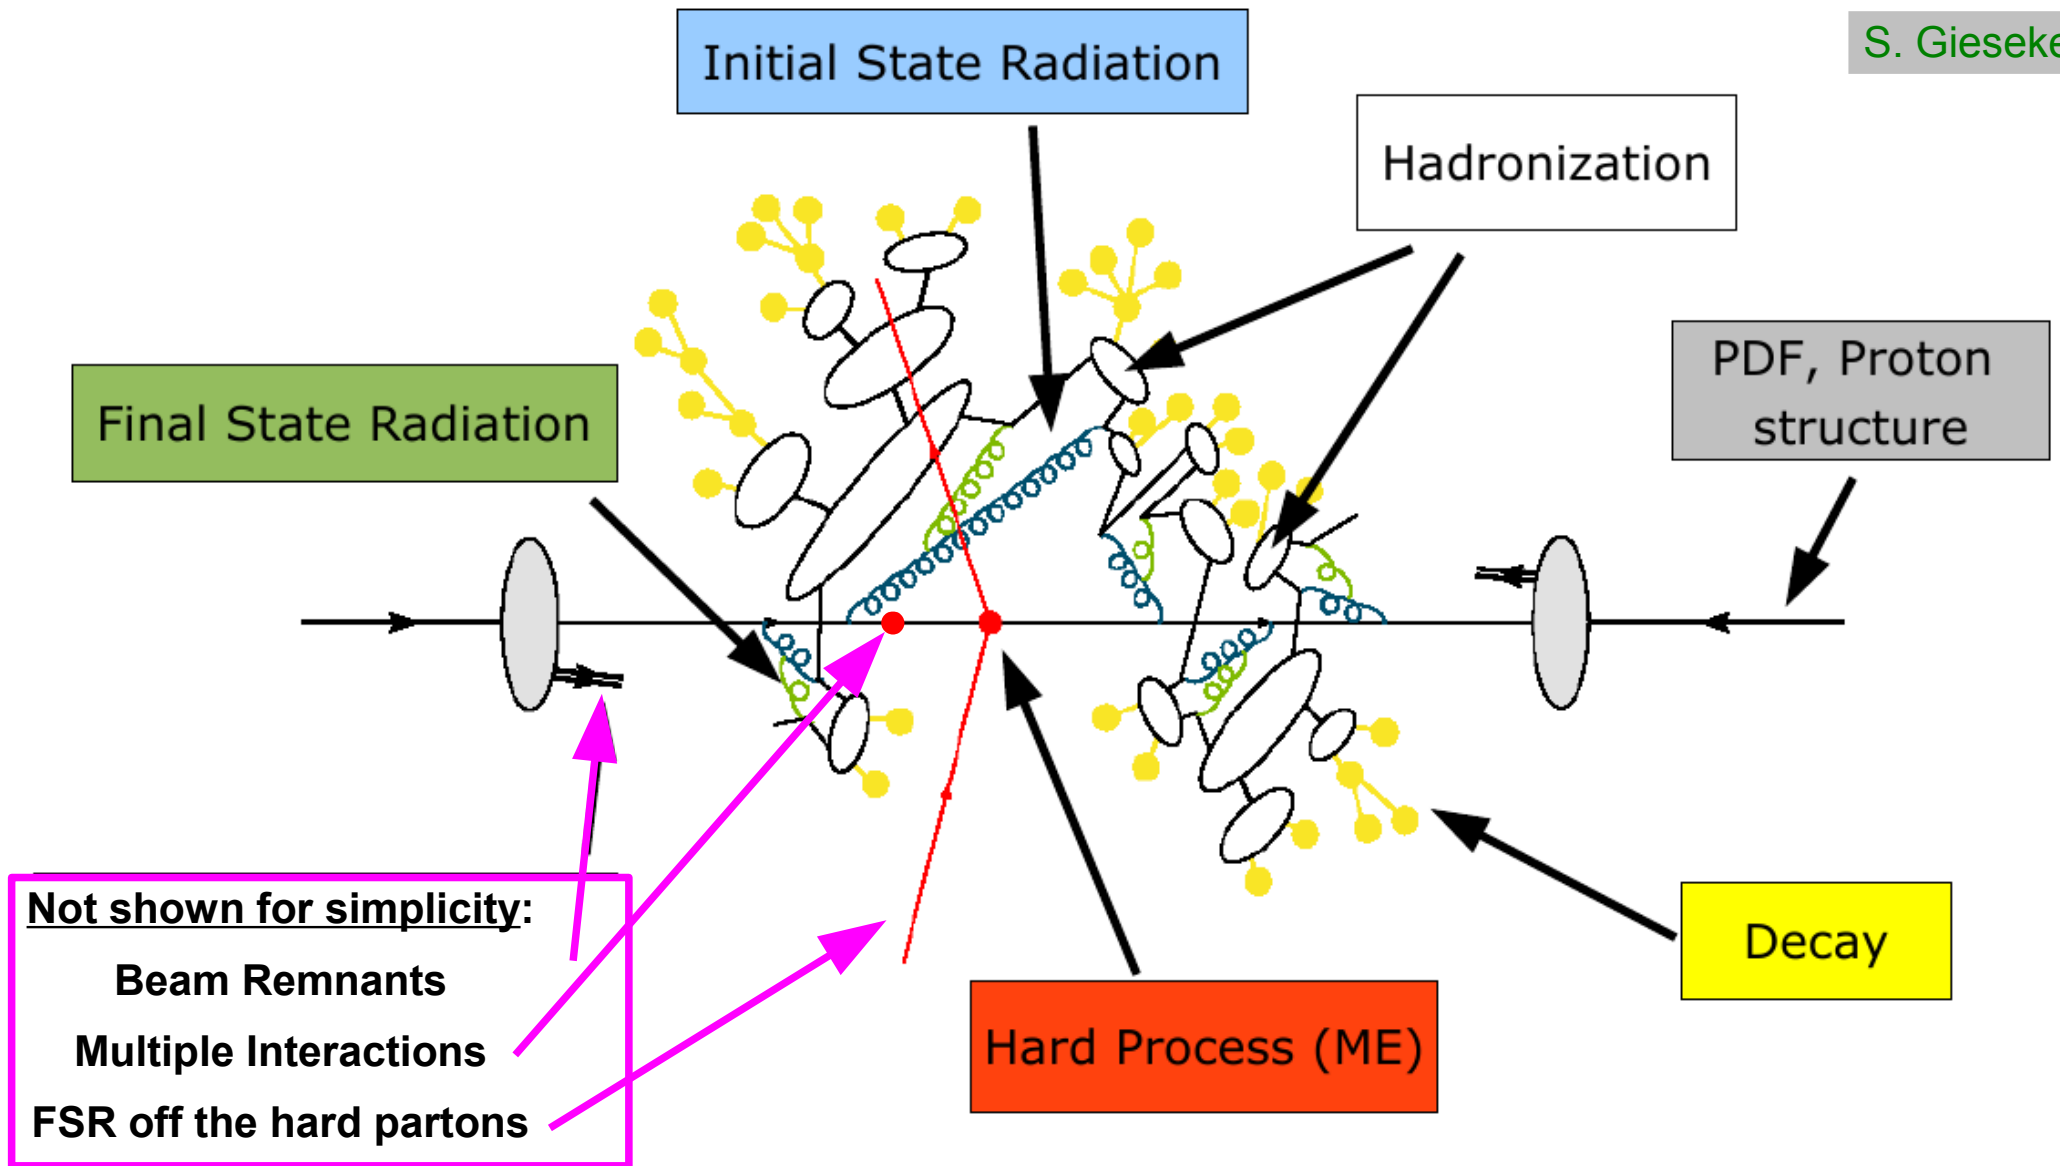 Initial State Radiation
S. Gieseke
Hadronization
PDF, Proton
structure
Final State Radiation
Not shown for simplicity:
Beam Remnants
Multiple Interactions
FSR off the hard partons
Hard Process (ME)
Decay